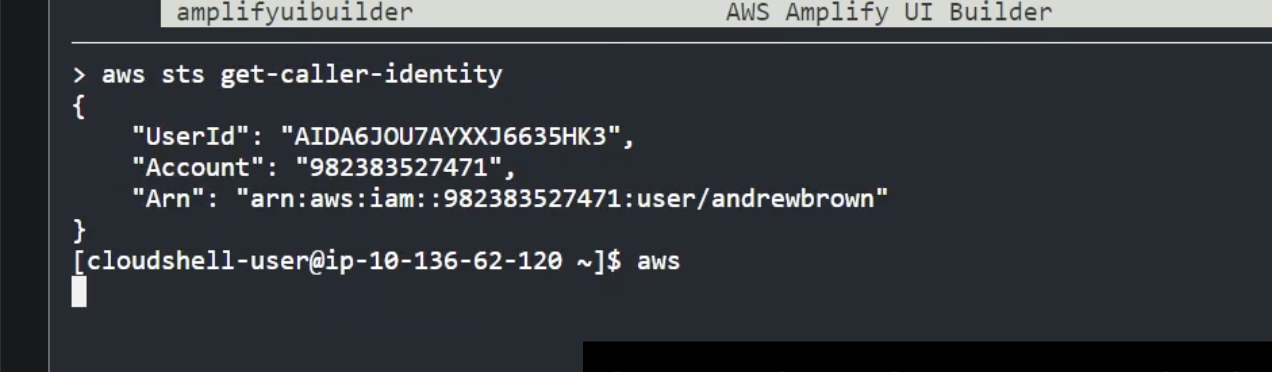 amplifyuibuilder AWS Amplify UI Builder
> aws sts get-caller-identity
{
    "UserId": "AIDA6JOU7AYXXJ6635HK3",
    "Account": "982383527471",
    "Arn": "arn:aws:iam::982383527471:user/andrewbrown"
}
[cloudshell-user@ip-10-136-62-120 ~]$ aws